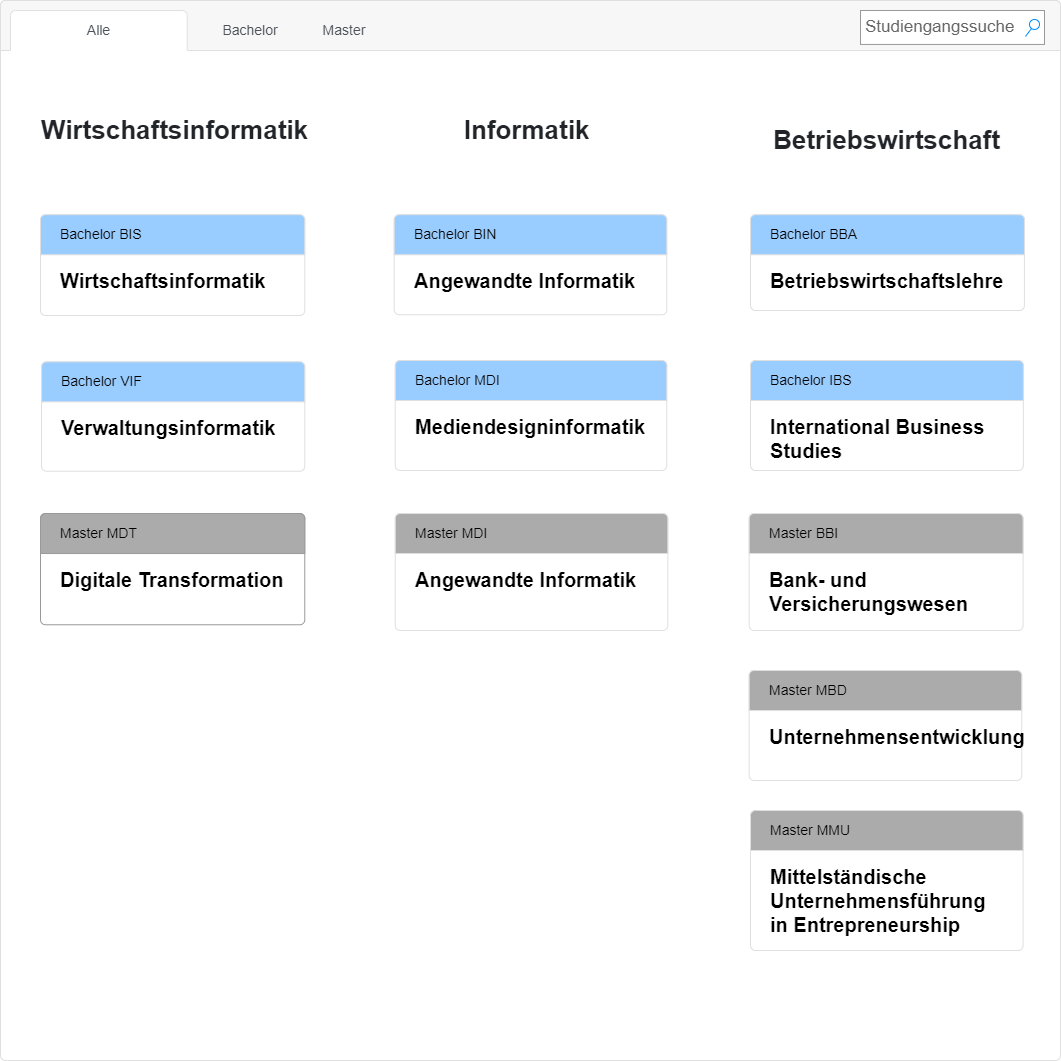 Alle
Bachelor
Master
Studiengangssuche
Wirtschaftsinformatik
Bachelor BIS
Wirtschaftsinformatik
Bachelor VIF
Verwaltungsinformatik
Master MDT
Digitale Transformation
Informatik
Bachelor BIN
Angewandte Informatik
Bachelor MDI
Mediendesigninformatik
Master MDI
Angewandte Informatik
Betriebswirtschaft
Bachelor BBA
Betriebswirtschaftslehre
Bachelor IBS
International Business
Studies
Master BBI
Bank- und
Versicherungswesen
Master MBD
Unternehmensentwicklung
Master MMU
Mittelständische
Unternehmensführung
in Entrepreneurship